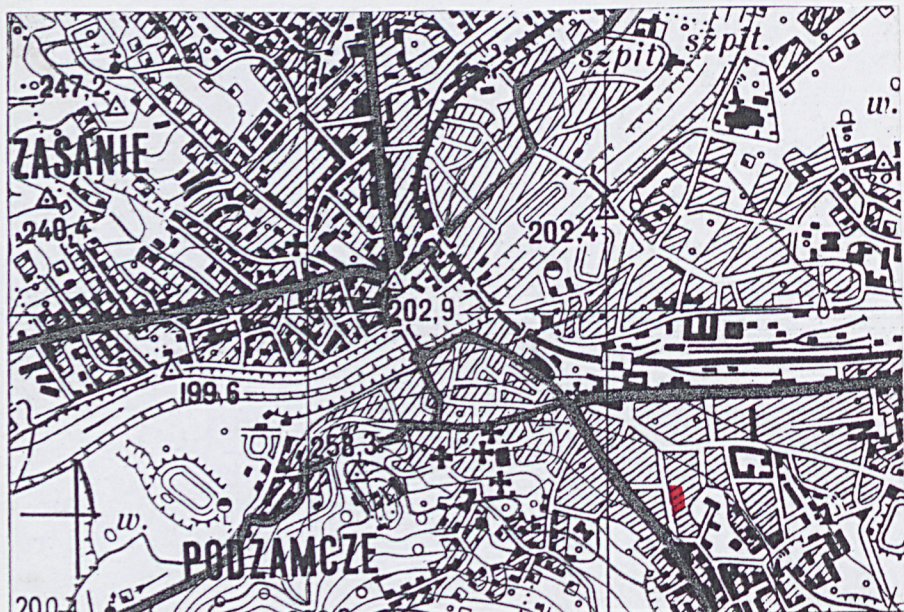 szpit.
szpit.
247,2
w.
ZASANIE
240,4
202,4
202,9
199,6
258,3
w.
PODZAMCZE